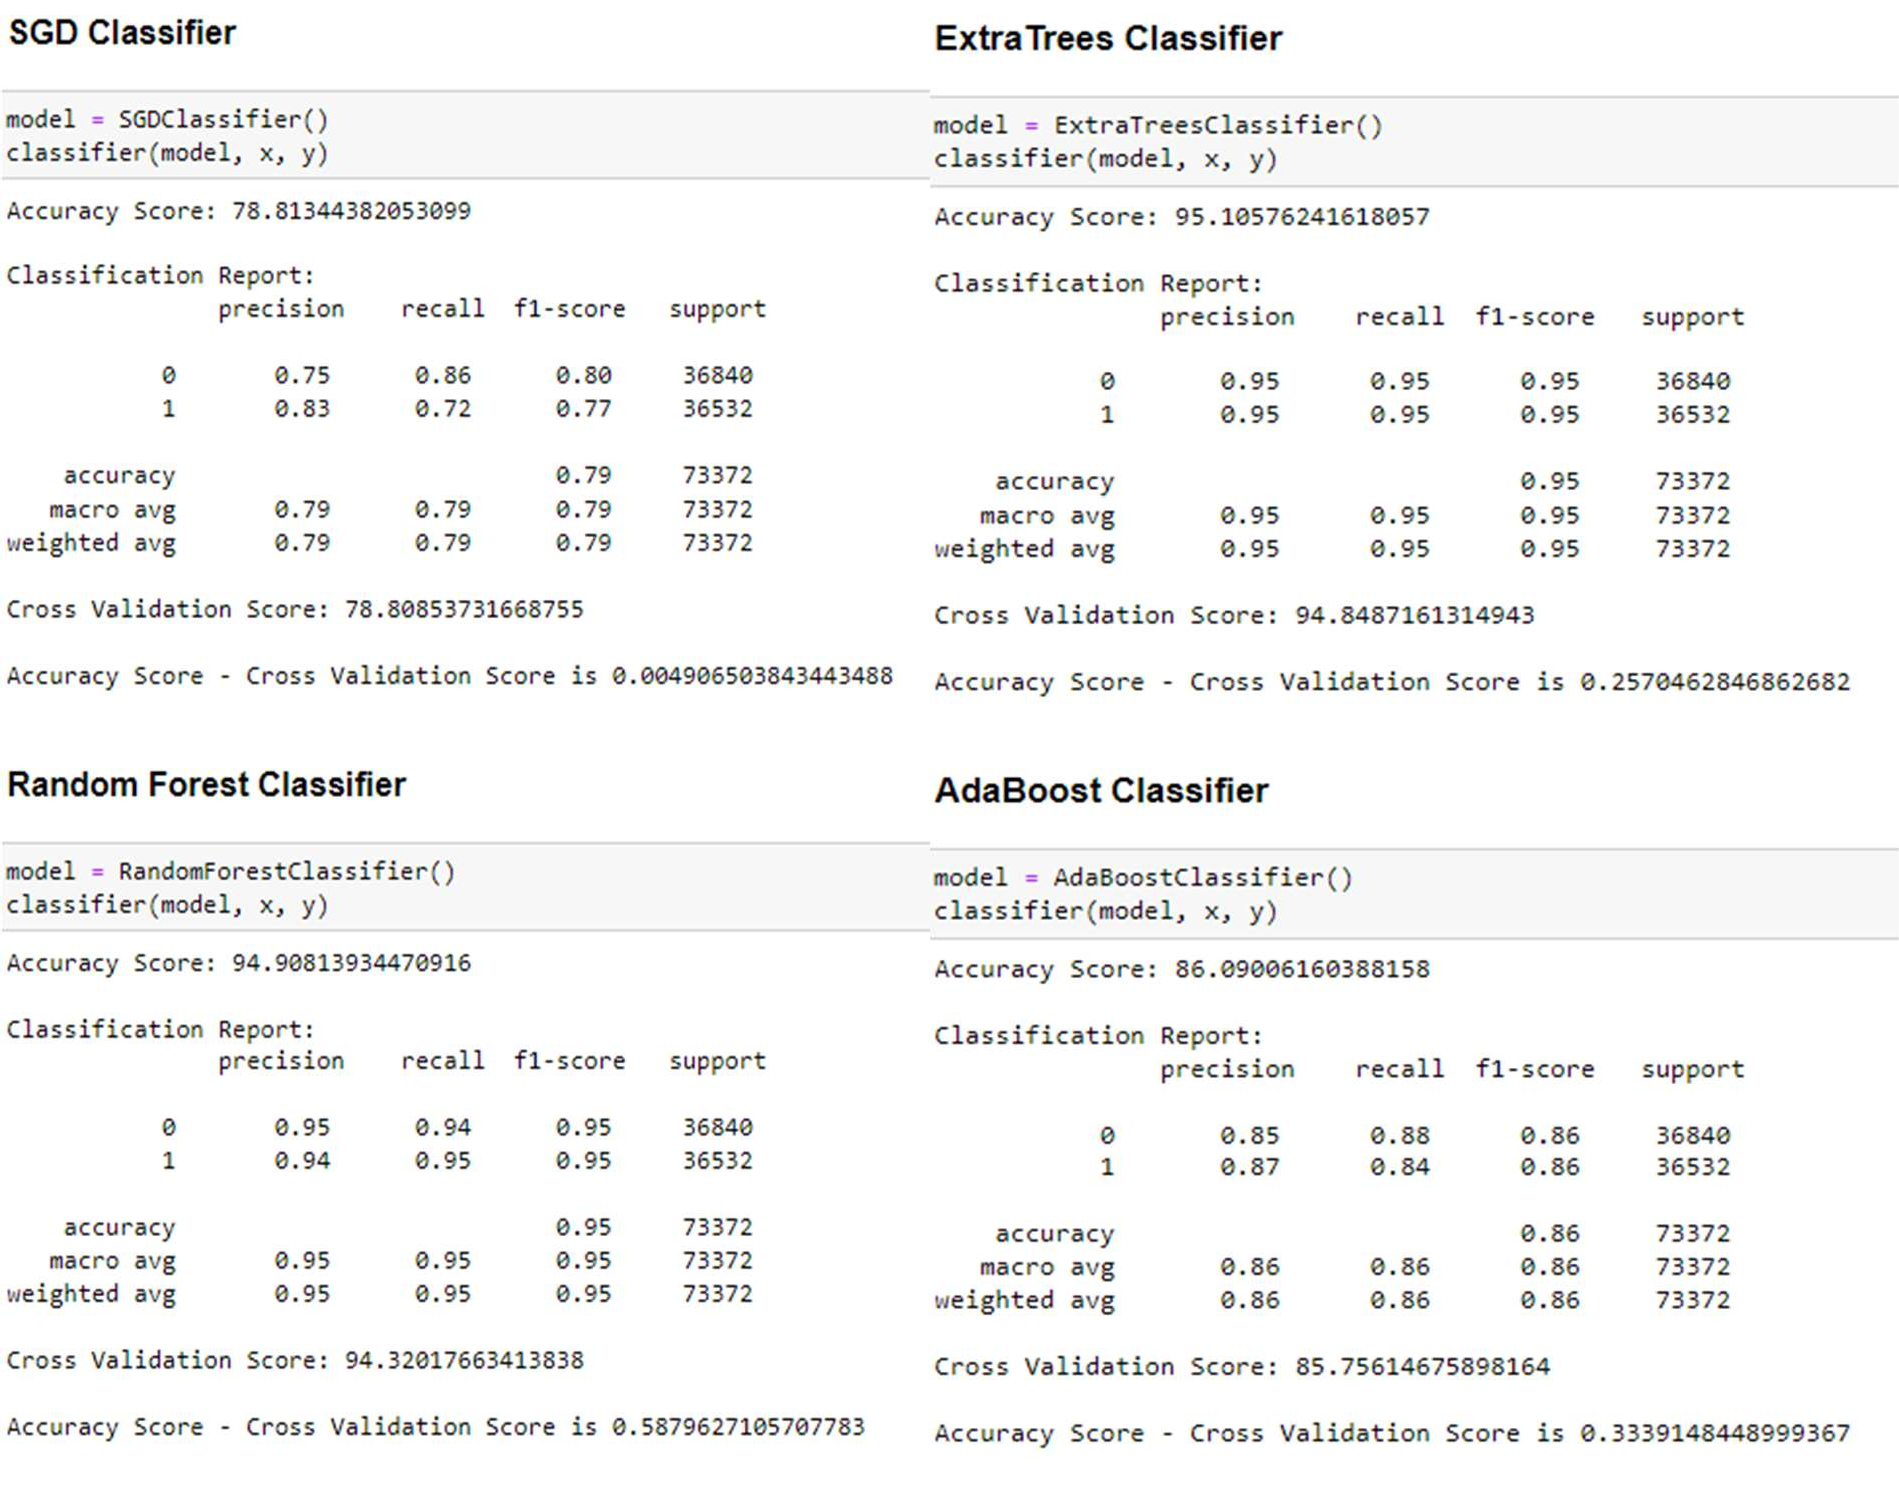 SGD Classifier
model = SGDClassifier()
classifier(model, x, y)
Accuracy Score: 78.81344382053099
Classification Report:
precision recall f1-score support
0 0.75 0.86 0.80 36840
1 0.83 0.72 0.77 36532
accuracy 0.79 73372
macro avg 0.79 0.79 0.79 73372
weighted avg 0.79 0.79 0.79 73372
Cross Validation Score: 78.80853731668755
Accuracy Score - Cross Validation Score is 0.004906503843443488
ExtraTrees Classifier
model = ExtraTreesClassifier()
classifier(model, x, y)
Accuracy Score: 95.10576241618057
Classification Report:
precision recall f1-score support
0 0.95 0.95 0.95 36840
1 0.95 0.95 0.95 36532
accuracy 0.95 73372
macro avg 0.95 0.95 0.95 73372
weighted avg 0.95 0.95 0.95 73372
Cross Validation Score: 94.8487161314943
Accuracy Score - Cross Validation Score is 0.2570462846862682
Random Forest Classifier
model = RandomForestClassifier()
classifier(model, x, y)
Accuracy Score: 94.90813934470916
Classification Report:
precision recall f1-score support
0 0.95 0.94 0.95 36840
1 0.94 0.95 0.95 36532
accuracy 0.95 73372
macro avg 0.95 0.95 0.95 73372
weighted avg 0.95 0.95 0.95 73372
Cross Validation Score: 94.32017663413838
Accuracy Score - Cross Validation Score is 0.5879627105707783
AdaBoost Classifier
model = AdaBoostClassifier()
classifier(model, x, y)
Accuracy Score: 86.09006160388158
Classification Report:
precision recall f1-score support
0 0.85 0.88 0.86 36840
1 0.87 0.84 0.86 36532
accuracy 0.86 73372
macro avg 0.86 0.86 0.86 73372
weighted avg 0.86 0.86 0.86 73372
Cross Validation Score: 85.75614675898164
Accuracy Score - Cross Validation Score is 0.3339148448999367